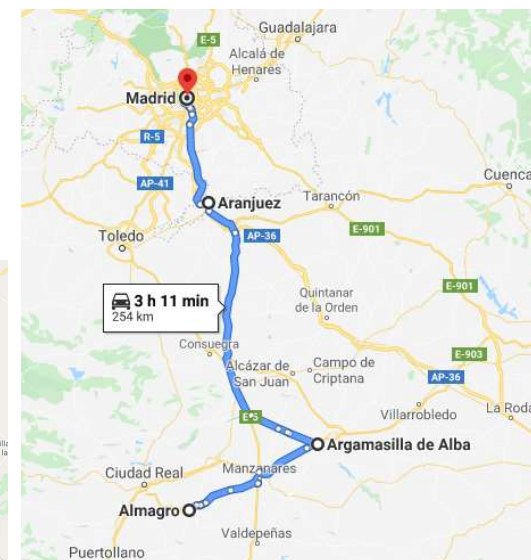 E-5
Guadalajara
Alcalá de
Henares
Madrid
R-5
AP-41
Cuenca
Aranjuez
Tarancón
Toledo
AP-36
E-901
3 h 11 min
254 km
Quintanar
de la Orden
E-901
Consuegra
E-903
Alcázar de
San Juan
Campo de
Criptana
AP-36
Villarrobledo
La Roda
E-5
Argamasilla de Alba
Ciudad Real
Manzanares
Almagro
Valdepeñas
Puertollano